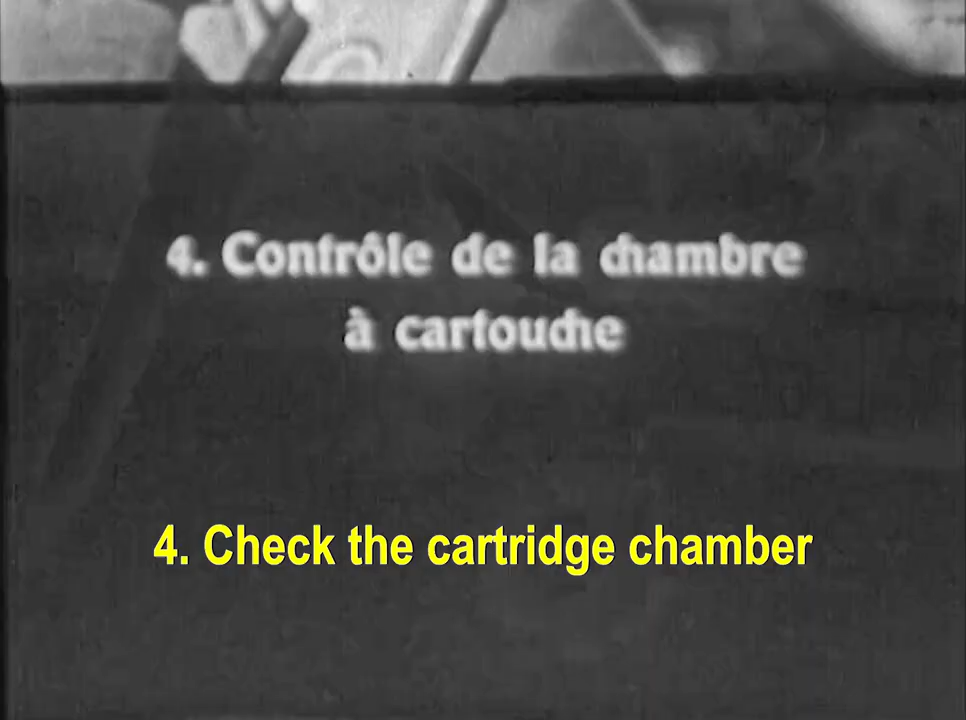 4. Contrôle de la chambre
à cartouche
4. Check the cartridge chamber